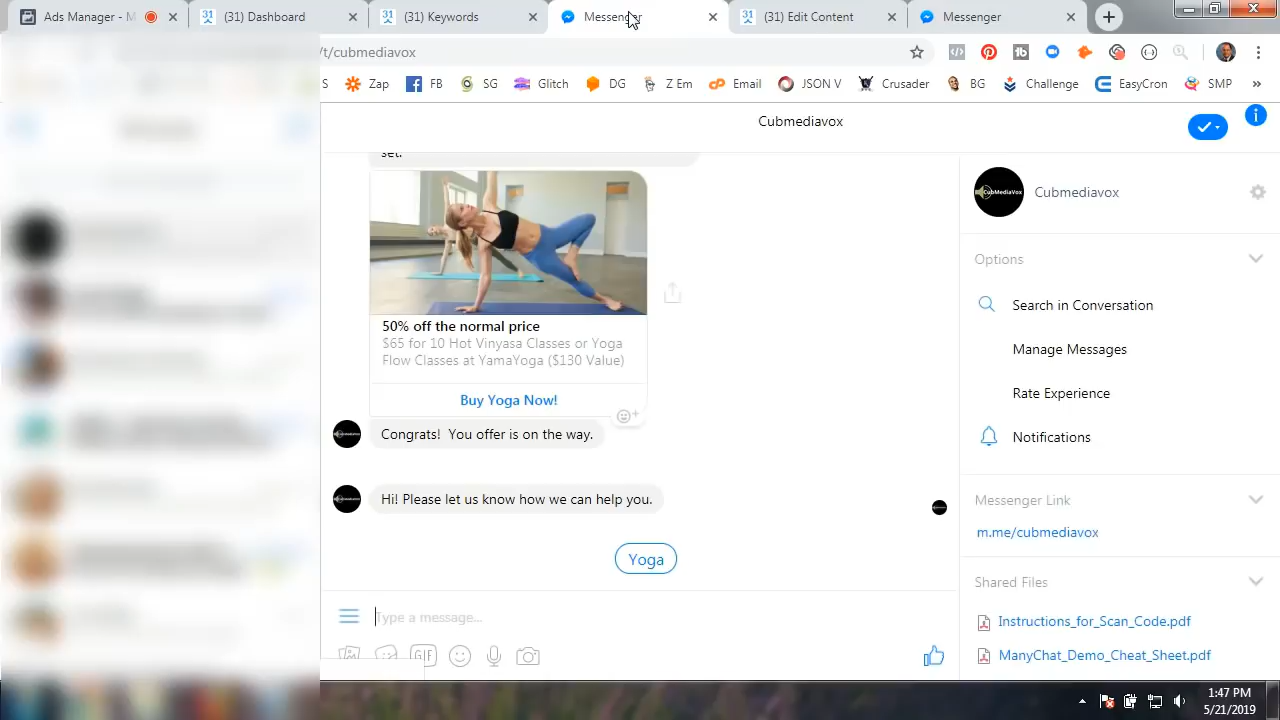 Ads Manager - M
(31) Dashboard
(31) Keywords
Messenger
(31) Edit Content
Messenger
/t/cubmediavox
S
Zap
FB
SG
Glitch
DG
Z Em
Email
JSON V
Crusader
BG
Challenge
EasyCron
SMP
»
Cubmediavox
set.
50% off the normal price
$65 for 10 Hot Vinyasa Classes or Yoga
Flow Classes at YamaYoga ($130 Value)
Buy Yoga Now!
Congrats!  You offer is on the way.
Hi! Please let us know how we can help you.
Yoga
Type a message...
GIF
CubMediaVox
Cubmediavox
Options
Search in Conversation
Manage Messages
Rate Experience
Notifications
Messenger Link
m.me/cubmediavox
Shared Files
Instructions_for_Scan_Code.pdf
ManyChat_Demo_Cheat_Sheet.pdf
1:47 PM
5/21/2019